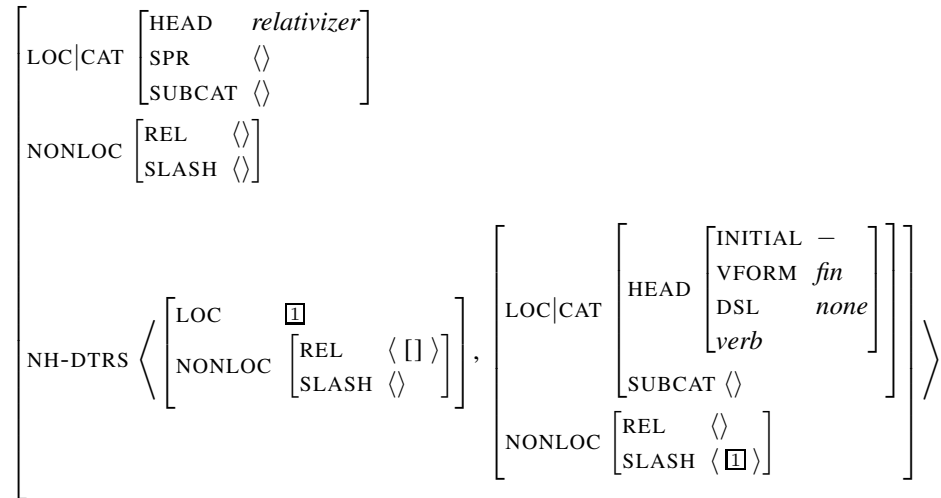 HEAD relativizer
LOC|CAT SPR ⟨⟩
SUBCAT ⟨⟩
NONLOC REL ⟨⟩
SLASH ⟨⟩
INITIAL −
VFORM fin
LOC 1 LOC|CAT HEAD DSL none
NH-DTRS ⟨ NONLOC REL ⟨ [] ⟩ , verb ⟩
SLASH ⟨⟩ SUBCAT ⟨⟩
NONLOC REL ⟨⟩
SLASH ⟨ 1 ⟩